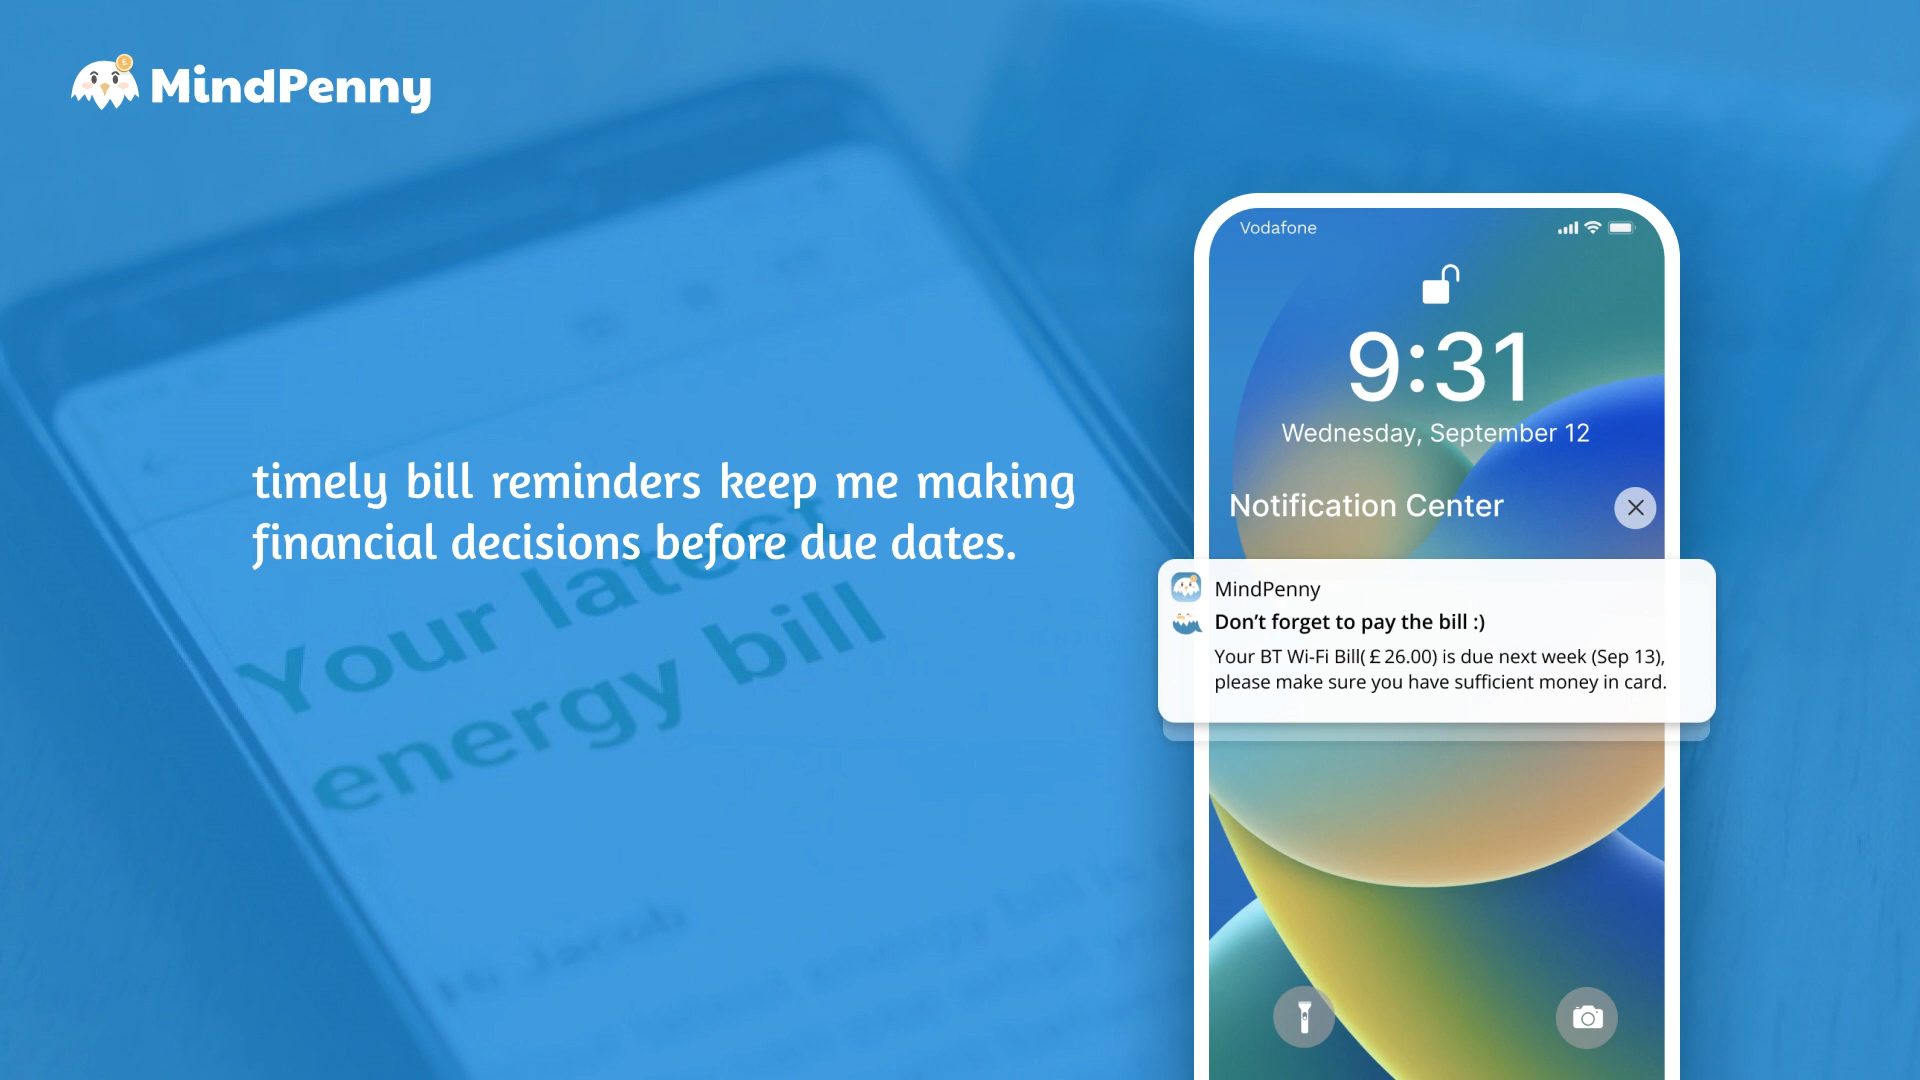 MindPenny
timely bill reminders keep me making
financial decisions before due dates.
Your latest
energy bill
Hi Jacob
Vodafone
9:31
Wednesday, September 12
Notification Center
MindPenny
Don’t forget to pay the bill :)
Your BT Wi-Fi Bill(£26.00) is due next week (Sep 13),
please make sure you have sufficient money in card.